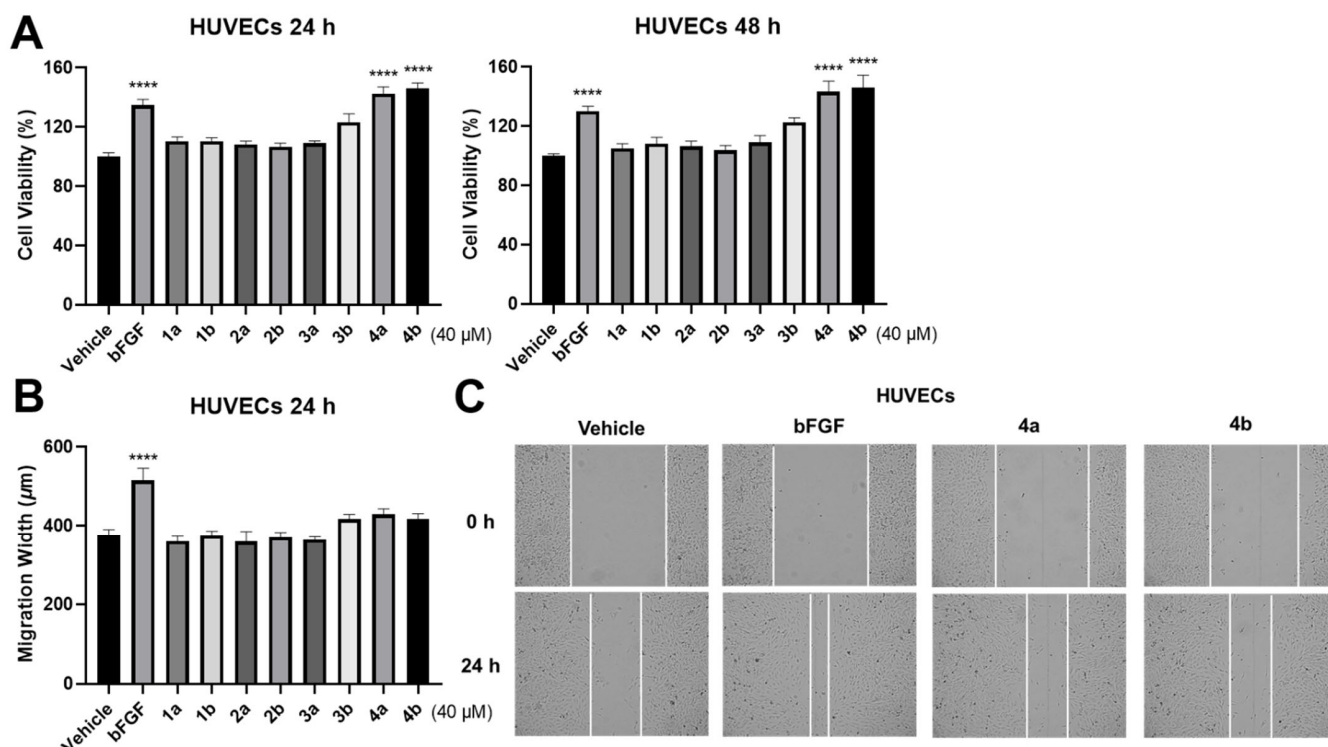 A
HUVECs 24 h
Cell Viability (%)
160
120
80
40
0
**** **** ****
Vehicle bFGF 1a 1b 2a 2b 3a 3b 4a 4b (40 µM)
HUVECs 48 h
Cell Viability (%)
160
120
80
40
0
**** **** ****
Vehicle bFGF 1a 1b 2a 2b 3a 3b 4a 4b (40 µM)
B
HUVECs 24 h
Migration Width (µm)
600
400
200
0
****
Vehicle bFGF 1a 1b 2a 2b 3a 3b 4a 4b (40 µM)
C
HUVECs
Vehicle bFGF 4a 4b
0 h
24 h